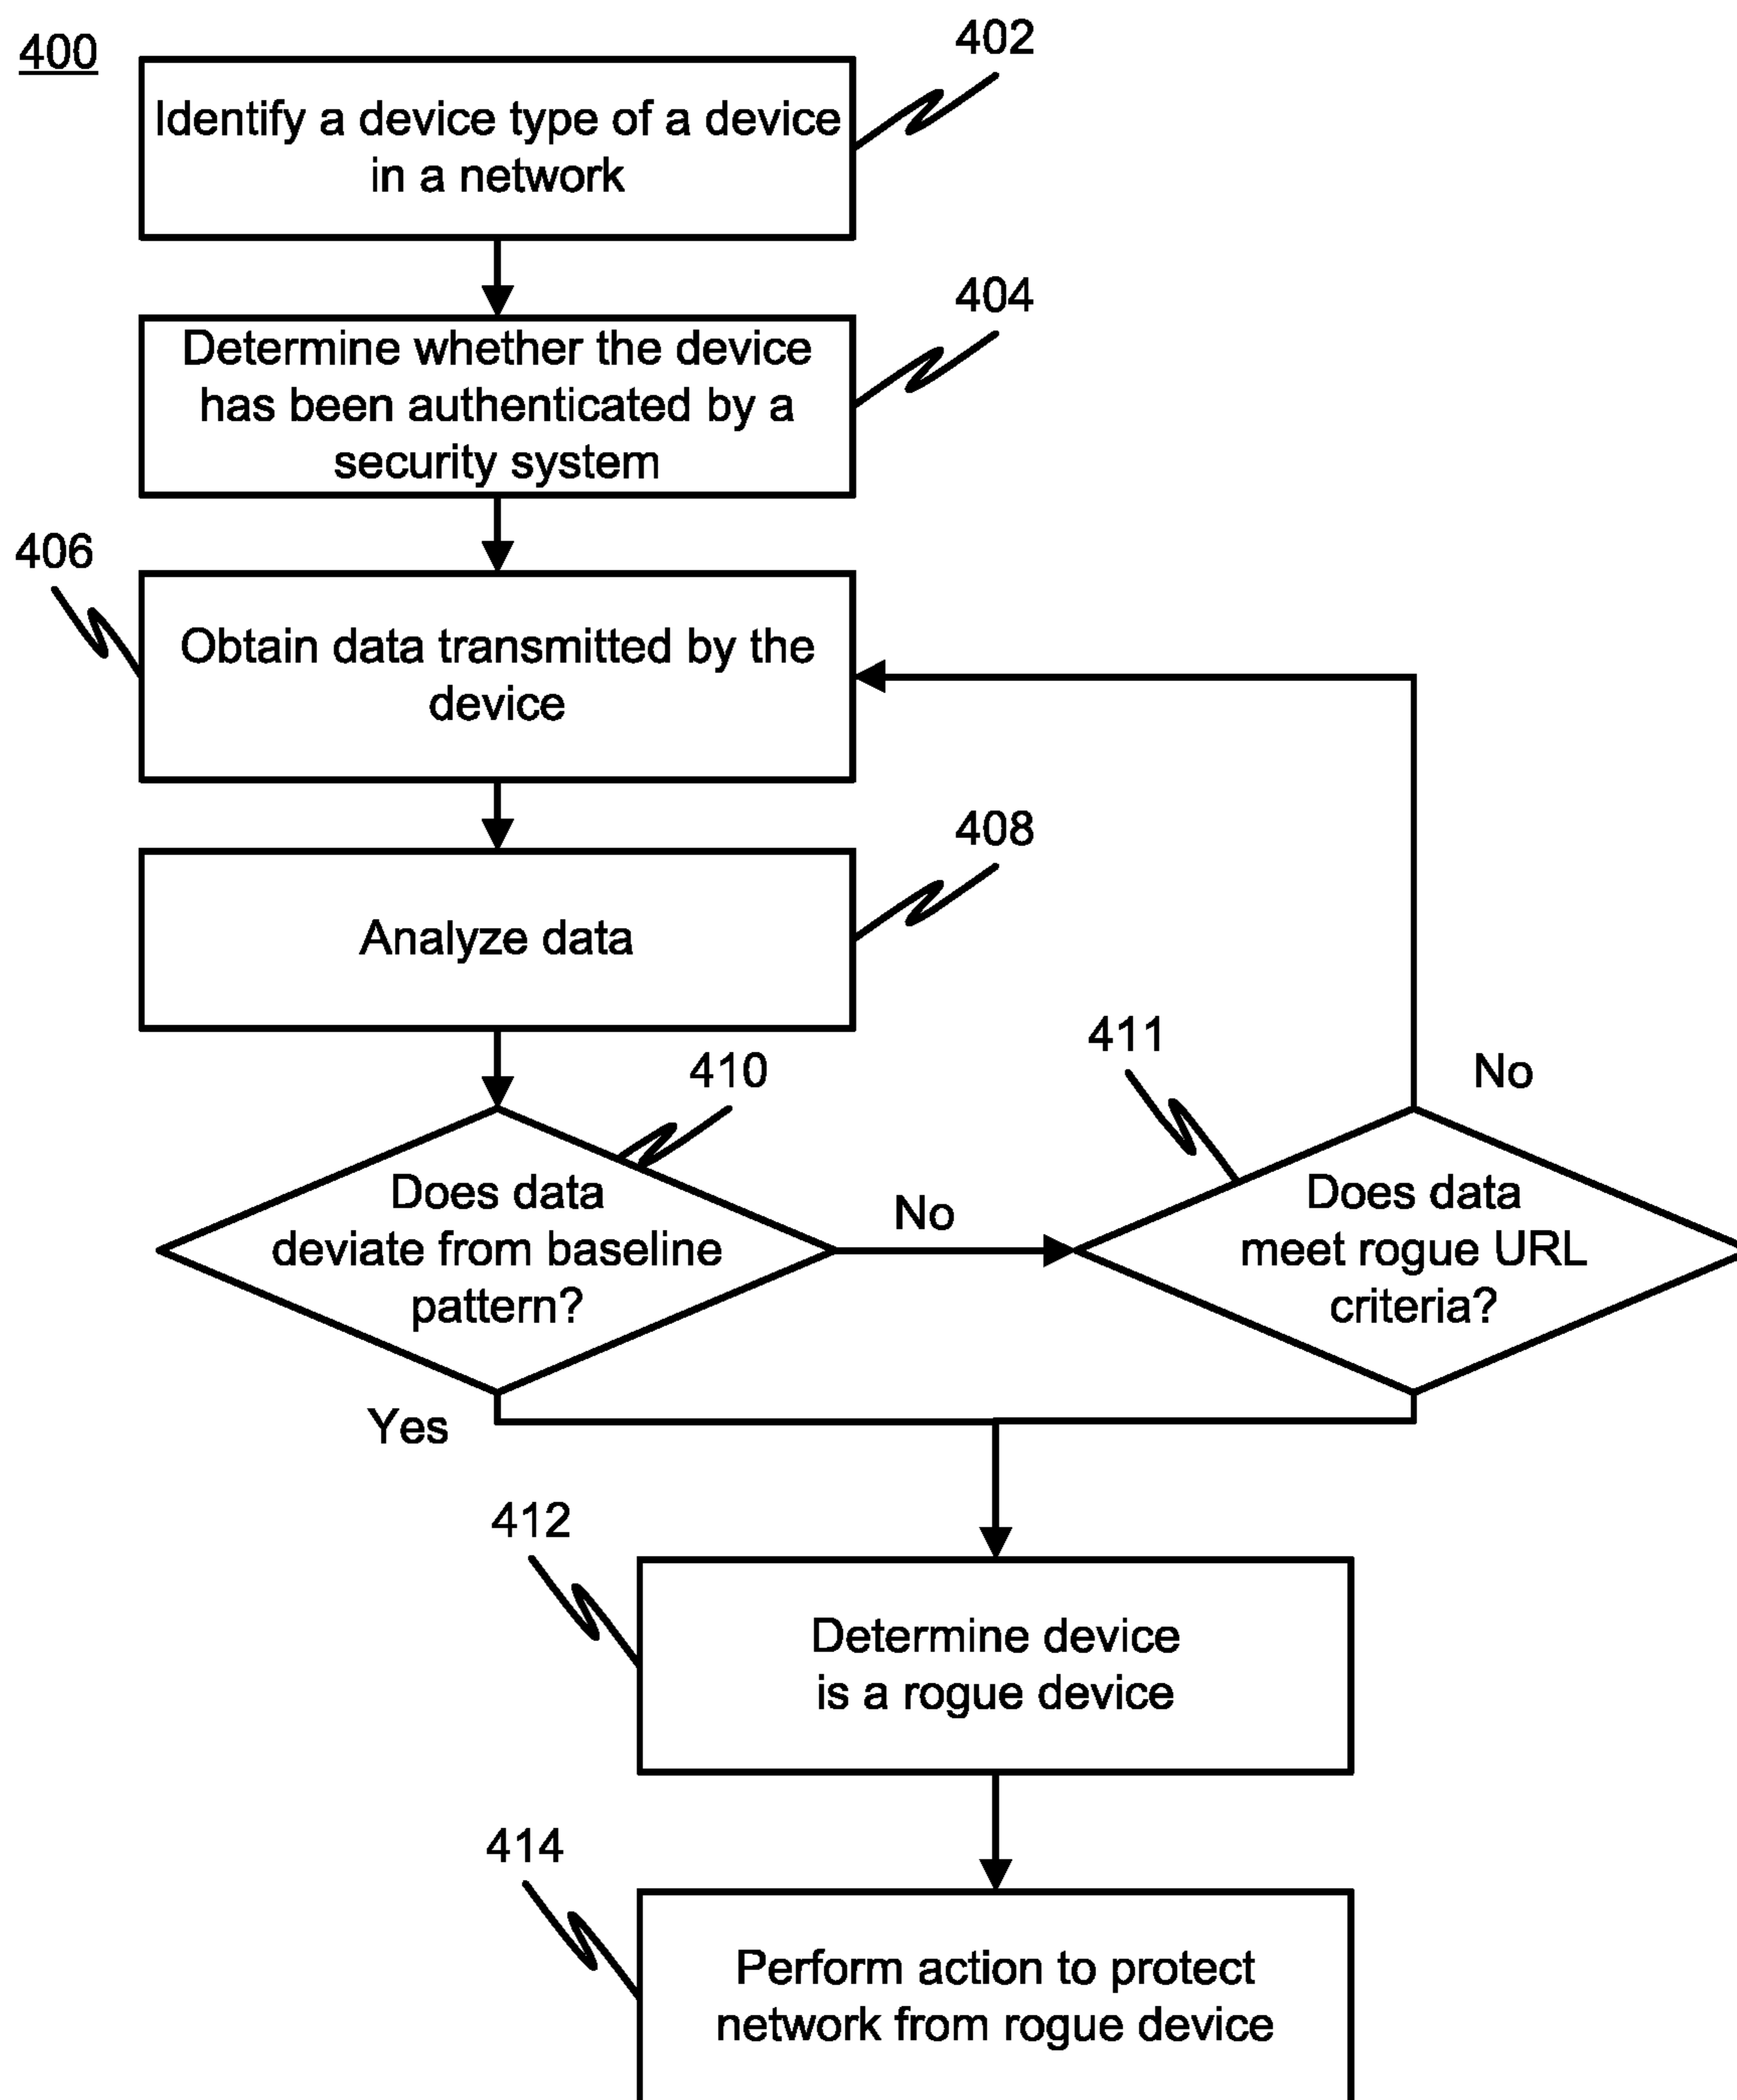 400
402
Identify a device type of a device
in a network
404
Determine whether the device
has been authenticated by a
security system
406
Obtain data transmitted by the
device
408
Analyze data
410
411
No
Does data
deviate from baseline
pattern?
No
Does data
meet rogue URL
criteria?
Yes
412
Determine device
is a rogue device
414
Perform action to protect
network from rogue device